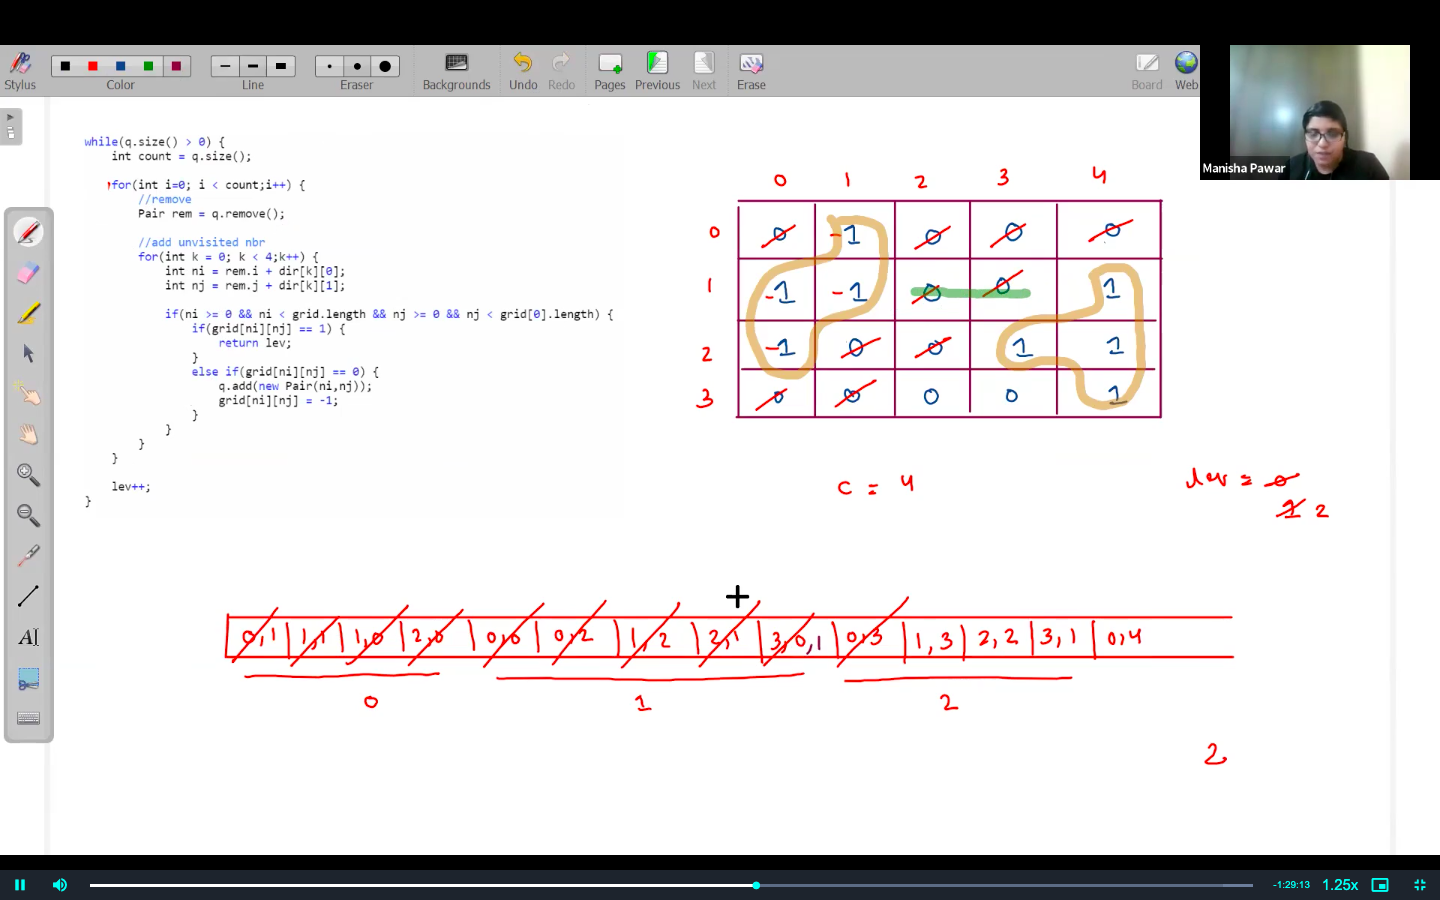 Stylus
Color
Line
Eraser
Backgrounds
Undo
Redo
Pages
Previous
Next
Erase
Board
Web
Manisha Pawar
while(q.size() > 0) {
int count = q.size();
for(int i=0; i < count;i++) {
//remove
Pair rem = q.remove();
//add unvisited nbr
for(int k = 0; k < 4;k++) {
int ni = rem.i + dir[k][0];
int nj = rem.j + dir[k][1];
if(ni >= 0 && ni < grid.length && nj >= 0 && nj < grid[0].length) {
if(grid[ni][nj] == 1) {
return lev;
}
else if(grid[ni][nj] == 0) {
q.add(new Pair(ni,nj));
grid[ni][nj] = -1;
}
}
}
}
lev++;
}
0 1 2 3 4
0 0 -1 0 0 0
1 -1 -1 0 0 1
2 -1 0 0 1 1
3 0 0 0 0 1
c = 4
lev = 0
1 2
0,1 1,1 1,0 2,0 0,0 0,2 1,2 2,1 3,0,1 0,3 1,3 2,2 3,1 0,4
0 1 2
2
AI
-1:29:13
1.25x